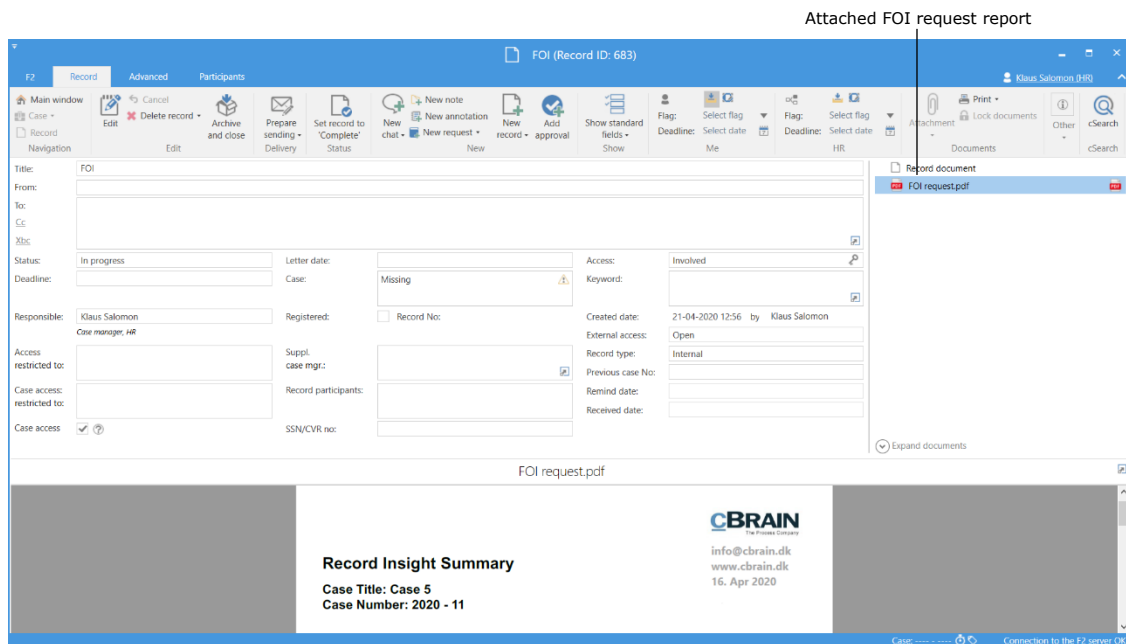 Attached FOI request report
FOI (Record ID: 683)
F2 Record Advanced Participants
Klaus Salomon (HR)
Main window
Case
Record
Navigation
Edit
Cancel
Delete record
Archive
and close
Edit
Prepare
sending
Delivery
Set record to
'Complete'
Status
New
chat
New note
New annotation
New request
New
record
Add
approval
New
Show standard
fields
Show
Flag: Select flag
Deadline: Select date
Me
Flag: Select flag
Deadline: Select date
HR
Attachment
Print
Lock documents
Documents
Other
cSearch
cSearch
Title: FOI
From:
To:
Cc
Xbc
Status: In progress
Letter date:
Access: Involved
Deadline:
Case: Missing
Keyword:
Responsible: Klaus Salomon
Case manager, HR
Registered: Record No:
Created date: 21-04-2020 12:56 by Klaus Salomon
External access: Open
Access
restricted to:
Suppl.
case mgr.:
Record type: Internal
Previous case No:
Case access:
restricted to:
Record participants:
Remind date:
Received date:
Case access
SSN/CVR no:
Record document
PDF FOI request.pdf PDF
Expand documents
FOI request.pdf
CBRAIN
The Process Company
info@cbrain.dk
www.cbrain.dk
16. Apr 2020
Record Insight Summary
Case Title: Case 5
Case Number: 2020 - 11
Case: ---- - ----
Connection to the F2 server OK